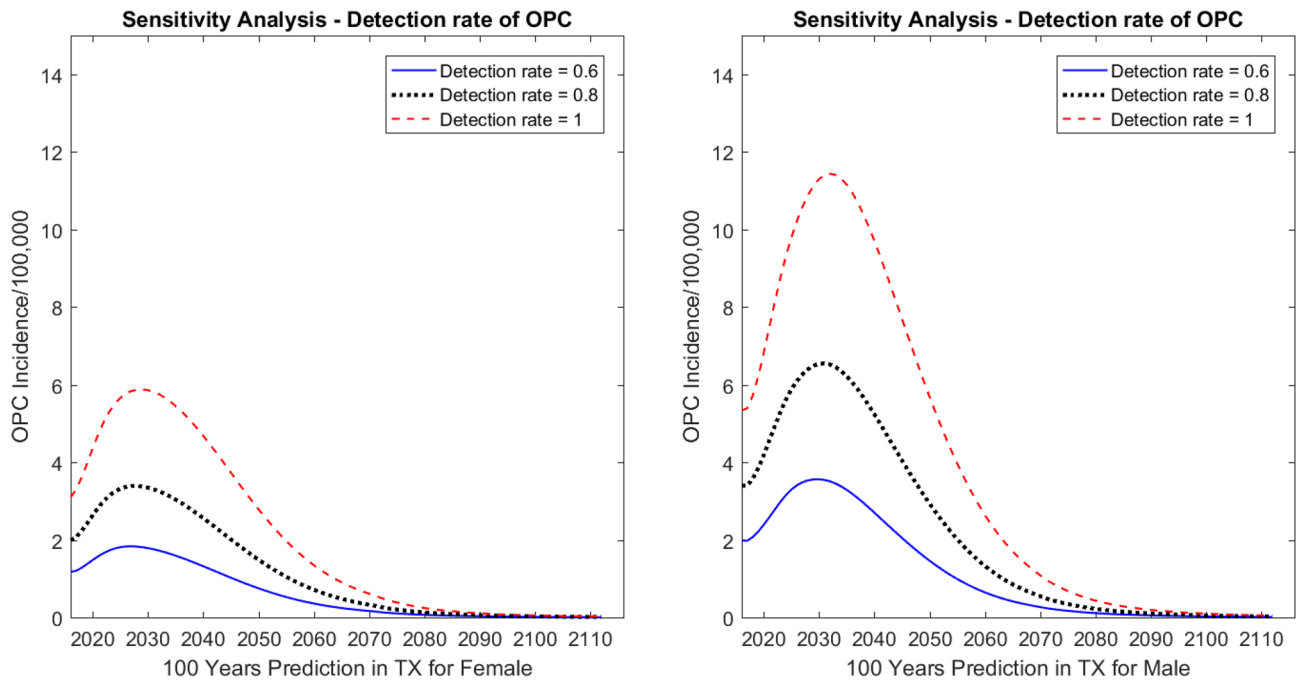 Sensitivity Analysis - Detection rate of OPC
14
12
10
8
6
4
2
0
OPC Incidence/100,000
Detection rate = 0.6
Detection rate = 0.8
Detection rate = 1
2020 2030 2040 2050 2060 2070 2080 2090 2100 2110
100 Years Prediction in TX for Female
Sensitivity Analysis - Detection rate of OPC
14
12
10
8
6
4
2
0
OPC Incidence/100,000
Detection rate = 0.6
Detection rate = 0.8
Detection rate = 1
2020 2030 2040 2050 2060 2070 2080 2090 2100 2110
100 Years Prediction in TX for Male